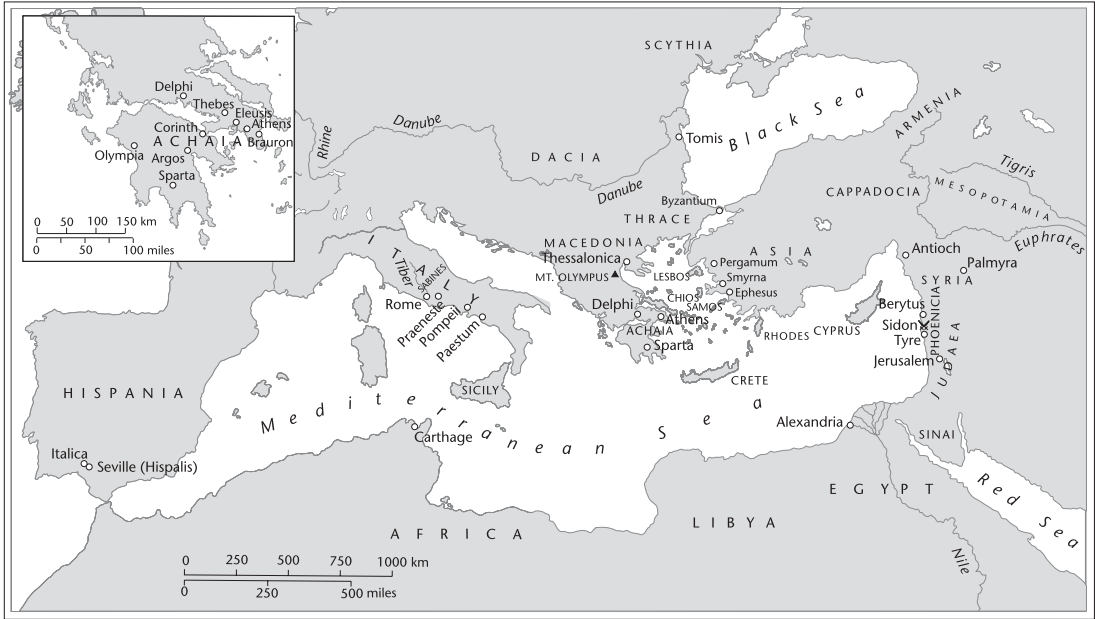 Delphi
Thebes
Eleusis
Athens
Corinth
ACHAIA
Brauron
Olympia
Argos
Sparta
0 50 100 150 km
0 50 100 miles
SCYTHIA
Black Sea
ARMENIA
Rhine
Danube
Tomis
DACIA
Danube
Tigris
CAPPADOCIA
MESOPOTAMIA
Byzantium
THRACE
Euphrates
MACEDONIA
Thessalonica
MT. OLYMPUS
ASIA
Pergamum
LESBOS
Smyrna
Ephesus
CHIOS
SAMOS
Antioch
Palmyra
SYRIA
ITALY
Tiber
SABINES
Rome
Praeneste
Pompeii
Paestum
Delphi
Athens
ACHAIA
Sparta
RHODES
CYPRUS
Berytus
Sidon
Tyre
PHOENICIA
Jerusalem
JUDAEA
HISPANIA
SICILY
CRETE
Mediterranean Sea
Alexandria
Carthage
SINAI
Italica
Seville (Hispalis)
EGYPT
Red Sea
AFRICA
LIBYA
Nile
0 250 500 750 1000 km
0 250 500 miles